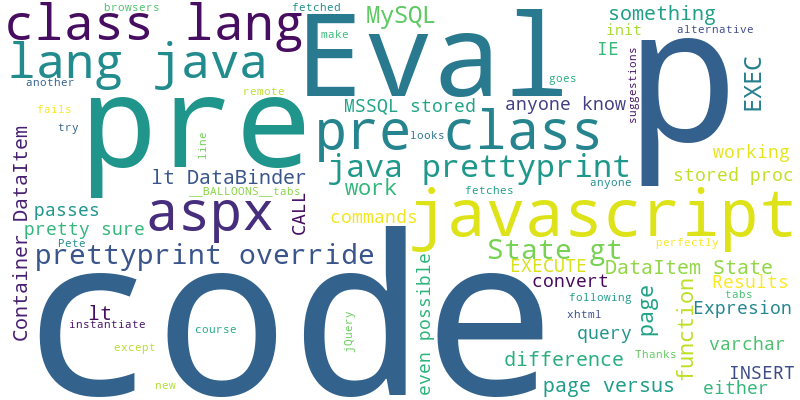 browsers
fetched
class lang
MySQL
something
Eval
make
init
alternative
IE
p
lang java
another
goes
suggestions
EXEC
pre
remote
fails
MSSQL stored
anyone know
try
line
pre class
looks
working
java prettyprint
stored proc
lt DataBinder
anyone
Container DataItem
__BALLOONS__tabs
work
fetches
aspx
CALL
javascript
passes
commands
pretty sure
Pete
perfectly
prettyprint override
State gt
EXECUTE
DataItem State
code
even possible
convert
function
Results
page
tabs
following
lt
Expresion
xhtml
instantiate
course
jQuery
query
varchar
except
difference
Thanks
INSERT
new
page versus
either